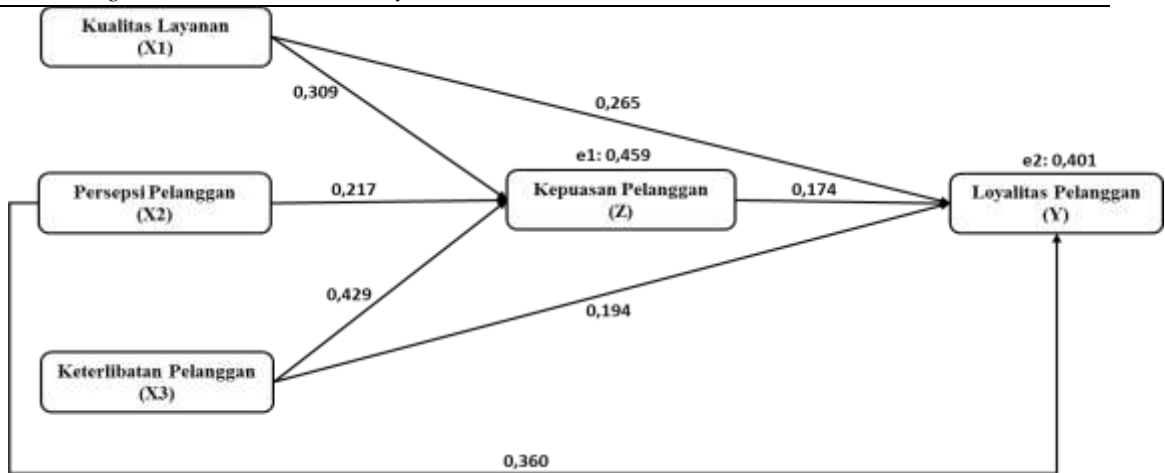 Kualitas Layanan
(X1)
0,309
0,265
e1: 0,459
e2: 0,401
Persepsi Pelanggan
(X2)
0,217
Kepuasan Pelanggan
(Z)
0,174
Loyalitas Pelanggan
(Y)
0,429
0,194
Keterlibatan Pelanggan
(X3)
0,360